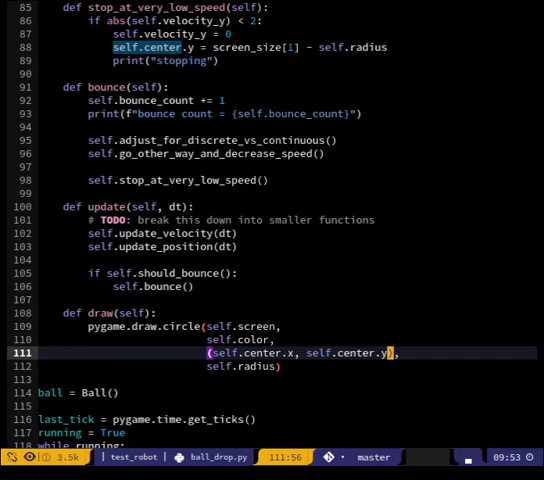 85 def stop_at_very_low_speed(self):
86 if abs(self.velocity_y) < 2:
87 self.velocity_y = 0
88 self.center.y = screen_size[1] - self.radius
89 print("stopping")
90
91 def bounce(self):
92 self.bounce_count += 1
93 print(f"bounce count = {self.bounce_count}")
94
95 self.adjust_for_discrete_vs_continuous()
96 self.go_other_way_and_decrease_speed()
97
98 self.stop_at_very_low_speed()
99
100 def update(self, dt):
101 # TODO: break this down into smaller functions
102 self.update_velocity(dt)
103 self.update_position(dt)
104
105 if self.should_bounce():
106 self.bounce()
107
108 def draw(self):
109 pygame.draw.circle(self.screen,
110 self.color,
111 (self.center.x, self.center.y),
112 self.radius)
113
114 ball = Ball()
115
116 last_tick = pygame.time.get_ticks()
117 running = True
118 while running:
① 3.5k | test_robot ball_drop.py 111:56 master 09:53